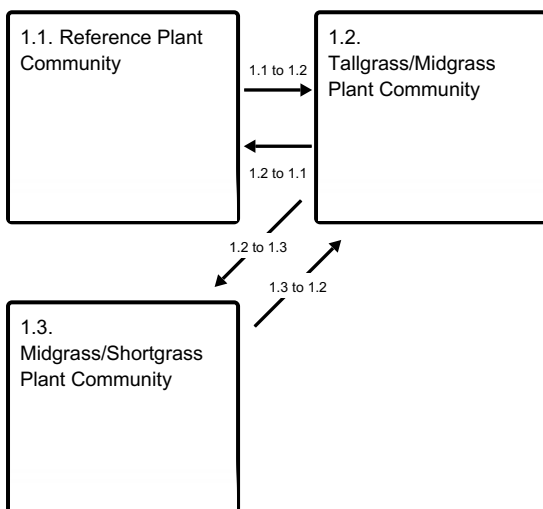 1.1. Reference Plant
Community
1.2.
Tallgrass/Midgrass
Plant Community
1.1 to 1.2
1.2 to 1.1
1.2 to 1.3
1.3 to 1.2
1.3.
Midgrass/Shortgrass
Plant Community